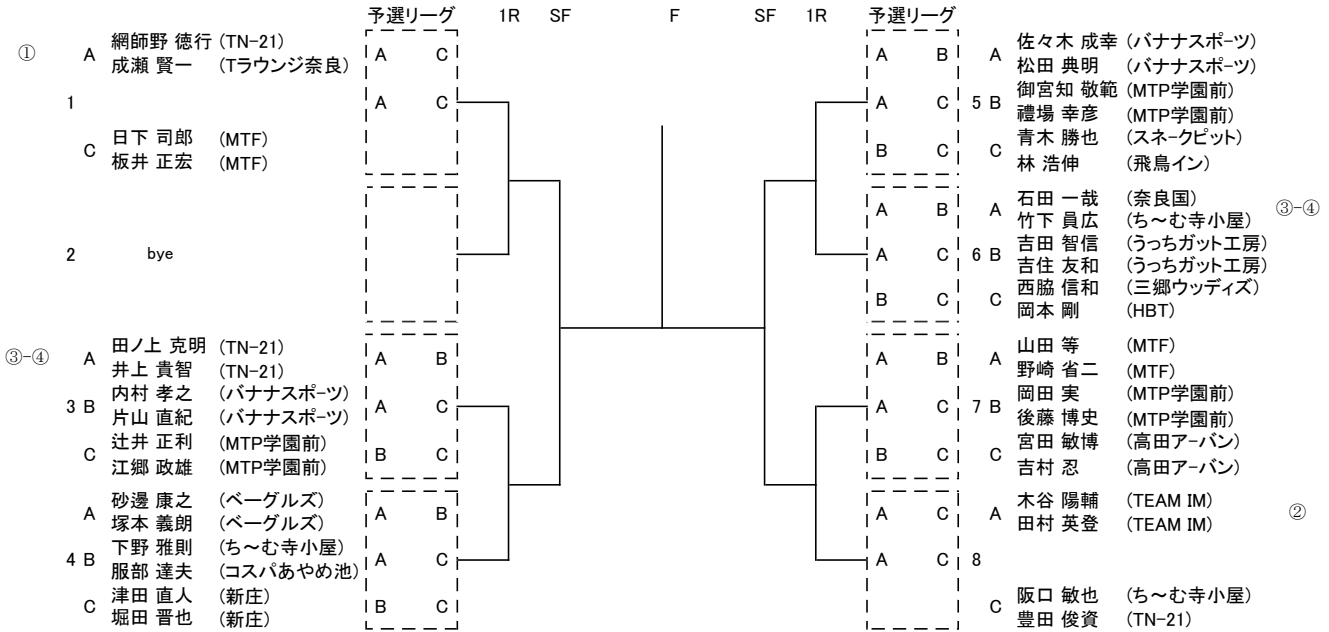 予選リーグ 1R SF F SF 1R 予選リーグ
① A 網師野 徳行 (TN-21) A C
成瀬 賢一 (Tラウンジ奈良)
1 A C
C 日下 司郎 (MTF)
板井 正宏 (MTF)
2 bye
③-④ A 田ノ上 克明 (TN-21) A B
井上 貴智 (TN-21)
3 B 内村 孝之 (バナナスポーツ) A C
片山 直紀 (バナナスポーツ)
C 辻井 正利 (MTP学園前) B C
江郷 政雄 (MTP学園前)
A 砂邊 康之 (ベーグルズ) A B
塚本 義朗 (ベーグルズ)
4 B 下野 雅則 (ち~む寺小屋) A C
服部 達夫 (コスパあやめ池)
C 津田 直人 (新庄) B C
堀田 晋也 (新庄)
A B A 佐々木 成幸 (バナナスポーツ)
松田 典明 (バナナスポーツ)
A C 5 B 御宮知 敬範 (MTP学園前)
禮場 幸彦 (MTP学園前)
B C C 青木 勝也 (スネークピット)
林 浩伸 (飛鳥イン)
A B A 石田 一哉 (奈良国) ③-④
竹下 員広 (ち~む寺小屋)
A C 6 B 吉田 智信 (うっちガット工房)
吉住 友和 (うっちガット工房)
B C C 西脇 信和 (三郷ウッディズ)
岡本 剛 (HBT)
A B A 山田 等 (MTF)
野崎 省二 (MTF)
A C 7 B 岡田 実 (MTP学園前)
後藤 博史 (MTP学園前)
B C C 宮田 敏博 (高田アーバン)
吉村 忍 (高田アーバン)
A C A 木谷 陽輔 (TEAM IM) ②
田村 英登 (TEAM IM)
A C 8
C 阪口 敏也 (ち~む寺小屋)
豊田 俊資 (TN-21)